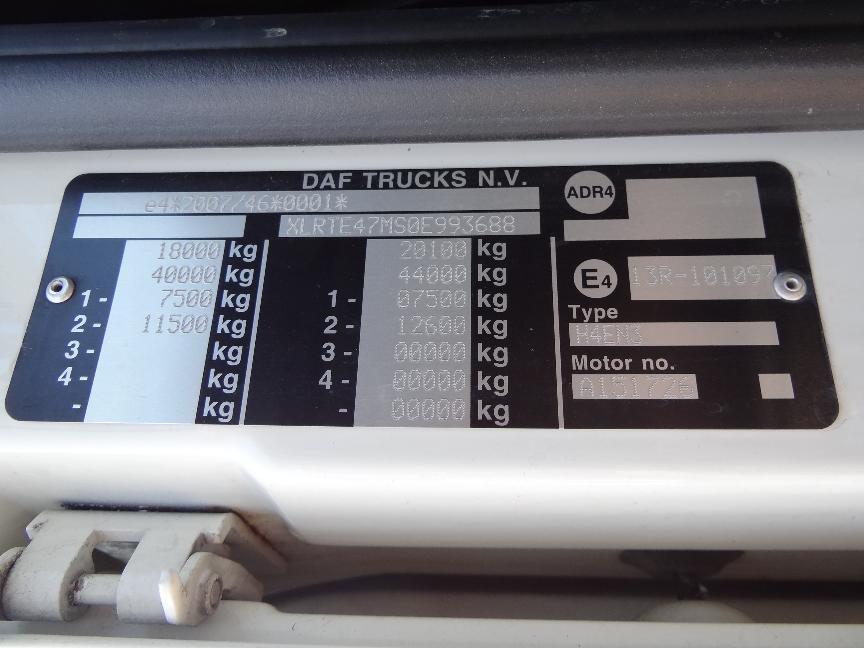 DAF TRUCKS N.V.
ADR4
e4*2007/46*0001*
XLRTE47MS0E993688
18000 kg 20100 kg
40000 kg 44000 kg
E4 13R-101097
1 - 7500 kg 1 - 07500 kg
Type
2 - 11500 kg 2 - 12600 kg
H4EN3
3 - kg 3 - 00000 kg
Motor no.
4 - kg 4 - 00000 kg
A151726
- kg - 00000 kg